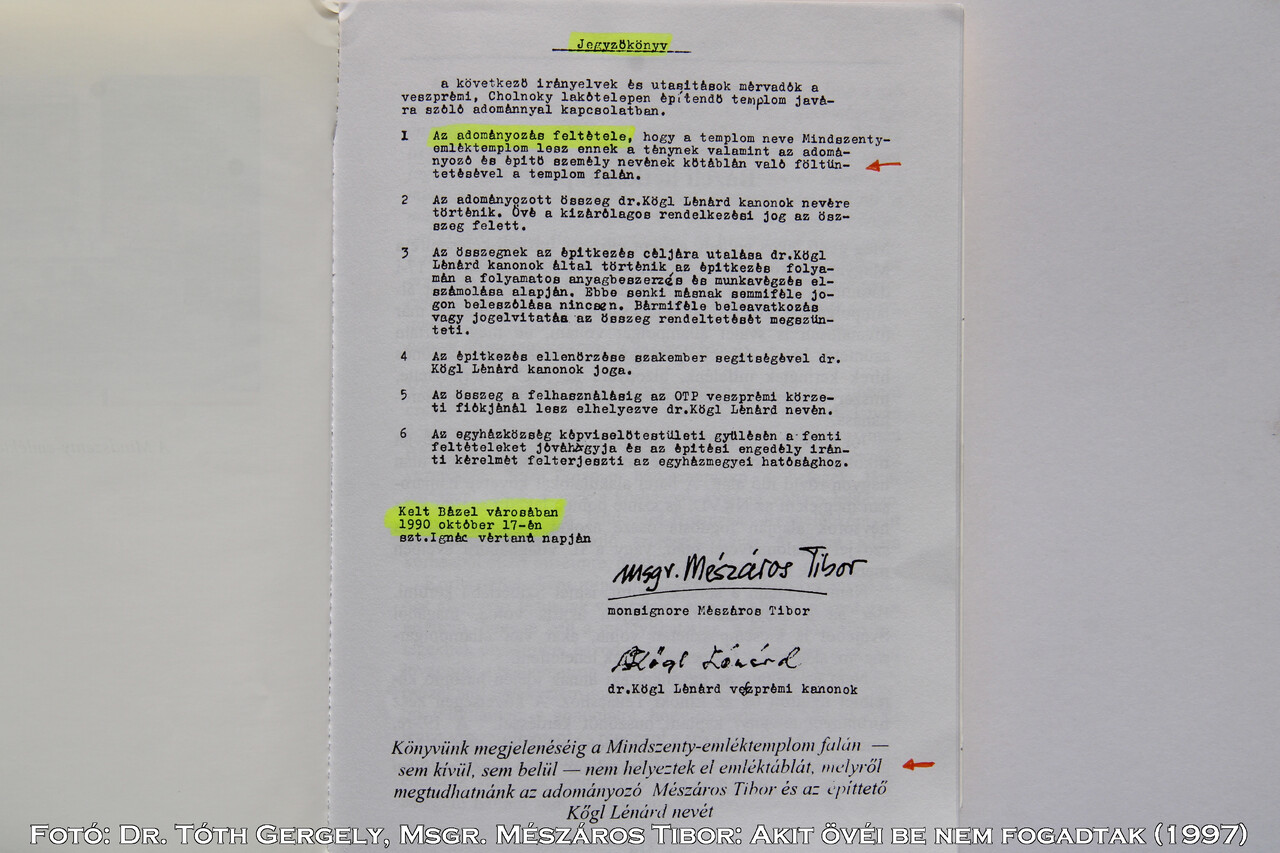 Jegyzőkönyv
a következő irányelvek és utasítások mérvadók a
veszprémi, Cholnoky lakótelepen építendő templom javá-
ra szóló adománnyal kapcsolatban.
1 Az adományozás feltétele, hogy a templom neve Mindszenty-
emléktemplom lesz ennek a ténynek valamint az adomá-
nyozó és épitő személy nevének kőtáblán való föltün-
tetésével a templom falán.
2 Az adományozott összeg dr.Kögl Lénárd kanonok nevére
történik. Övé a kizárólagos rendelkezési jog az ösz-
szeg felett.
3 Az összegnek az épitkezés céljára utalása dr.Kögl
Lénárd kanonok által történik az épitkezés folya-
mán a folyamatos anyagbeszerzés és munkavégzés el-
számolása alapján. Ebbe senki másnak semmiféle jo-
gon beleszólása nincsen. Bármiféle beleavatkozás
vagy jogelvitatás az összeg rendeltetését megszün-
teti.
4 Az épitkezés ellenőrzése szakember segitségével dr.
Kögl Lénárd kanonok joga.
5 Az összeg a felhasználásig az OTP veszprémi körze-
ti fiókjánál lesz elhelyezve dr.Kögl Lénárd nevén.
6 Az egyházközség képviselőtestületi gyülésén a fenti
feltételeket jóváhagyja és az épitési engedély irán-
ti kérelmét felterjeszti az egyházmegyei hatósághoz.
Kelt Bázel városában
1990 október 17-én
szt.Ignác vértanú napján
msgr. Mészáros Tibor
monsignore Mészáros Tibor
Kőgl Lénárd
dr.Kögl Lénárd veszprémi kanonok
Könyvünk megjelenéséig a Mindszenty-emléktemplom falán —
sem kívül, sem belül — nem helyeztek el emléktáblát, melyről
megtudhatnánk az adományozó Mészáros Tibor és az építtető
Kőgl Lénárd nevét
Fotó: Dr. Tóth Gergely, Msgr. Mészáros Tibor: Akit övéi be nem fogadtak (1997)